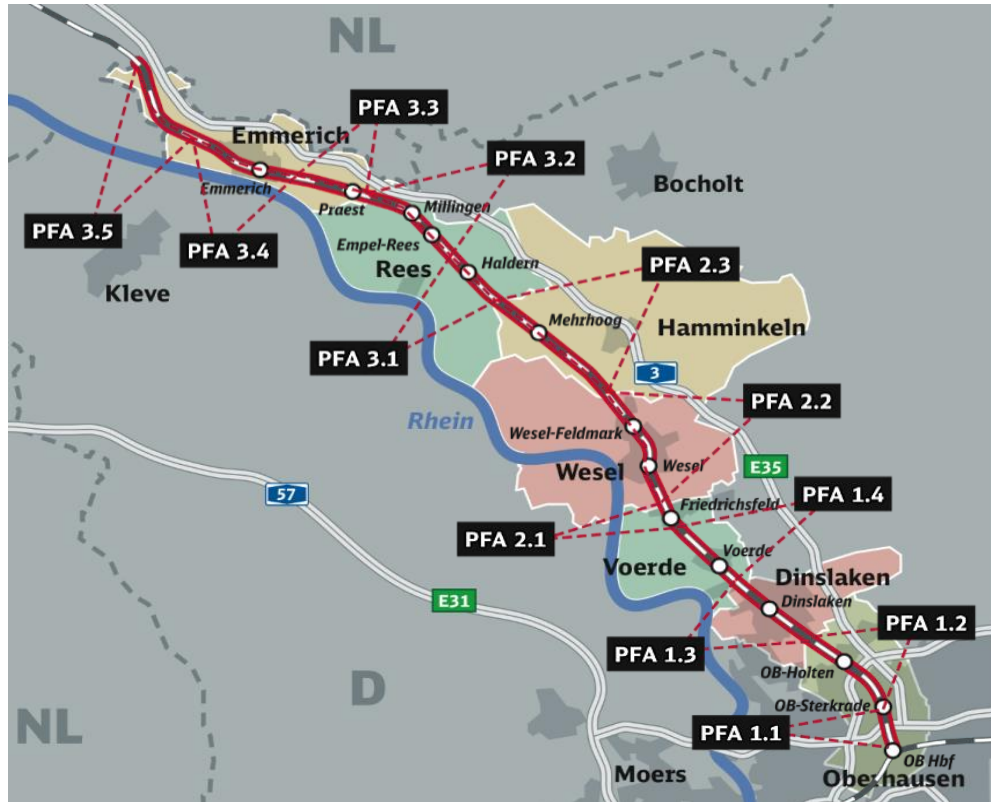 NL
PFA 3.3
Emmerich
PFA 3.2
Emmerich
Bocholt
Praest
Millingen
PFA 3.5
PFA 3.4
Empel-Rees
Rees
Haldern
PFA 2.3
Kleve
Mehrhoog
Hamminkeln
PFA 3.1
3
Rhein
PFA 2.2
Wesel-Feldmark
Wesel
Wesel
E35
57
PFA 1.4
Friedrichsfeld
PFA 2.1
Voerde
Voerde
Dinslaken
E31
Dinslaken
PFA 1.2
PFA 1.3
OB-Holten
D
OB-Sterkrade
NL
PFA 1.1
OB Hbf
Moers
Oberhausen